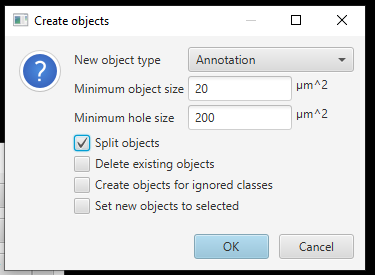 Create objects
New object type Annotation
Minimum object size 20 μm^2
Minimum hole size 200 μm^2
Split objects
Delete existing objects
Create objects for ignored classes
Set new objects to selected
OK Cancel